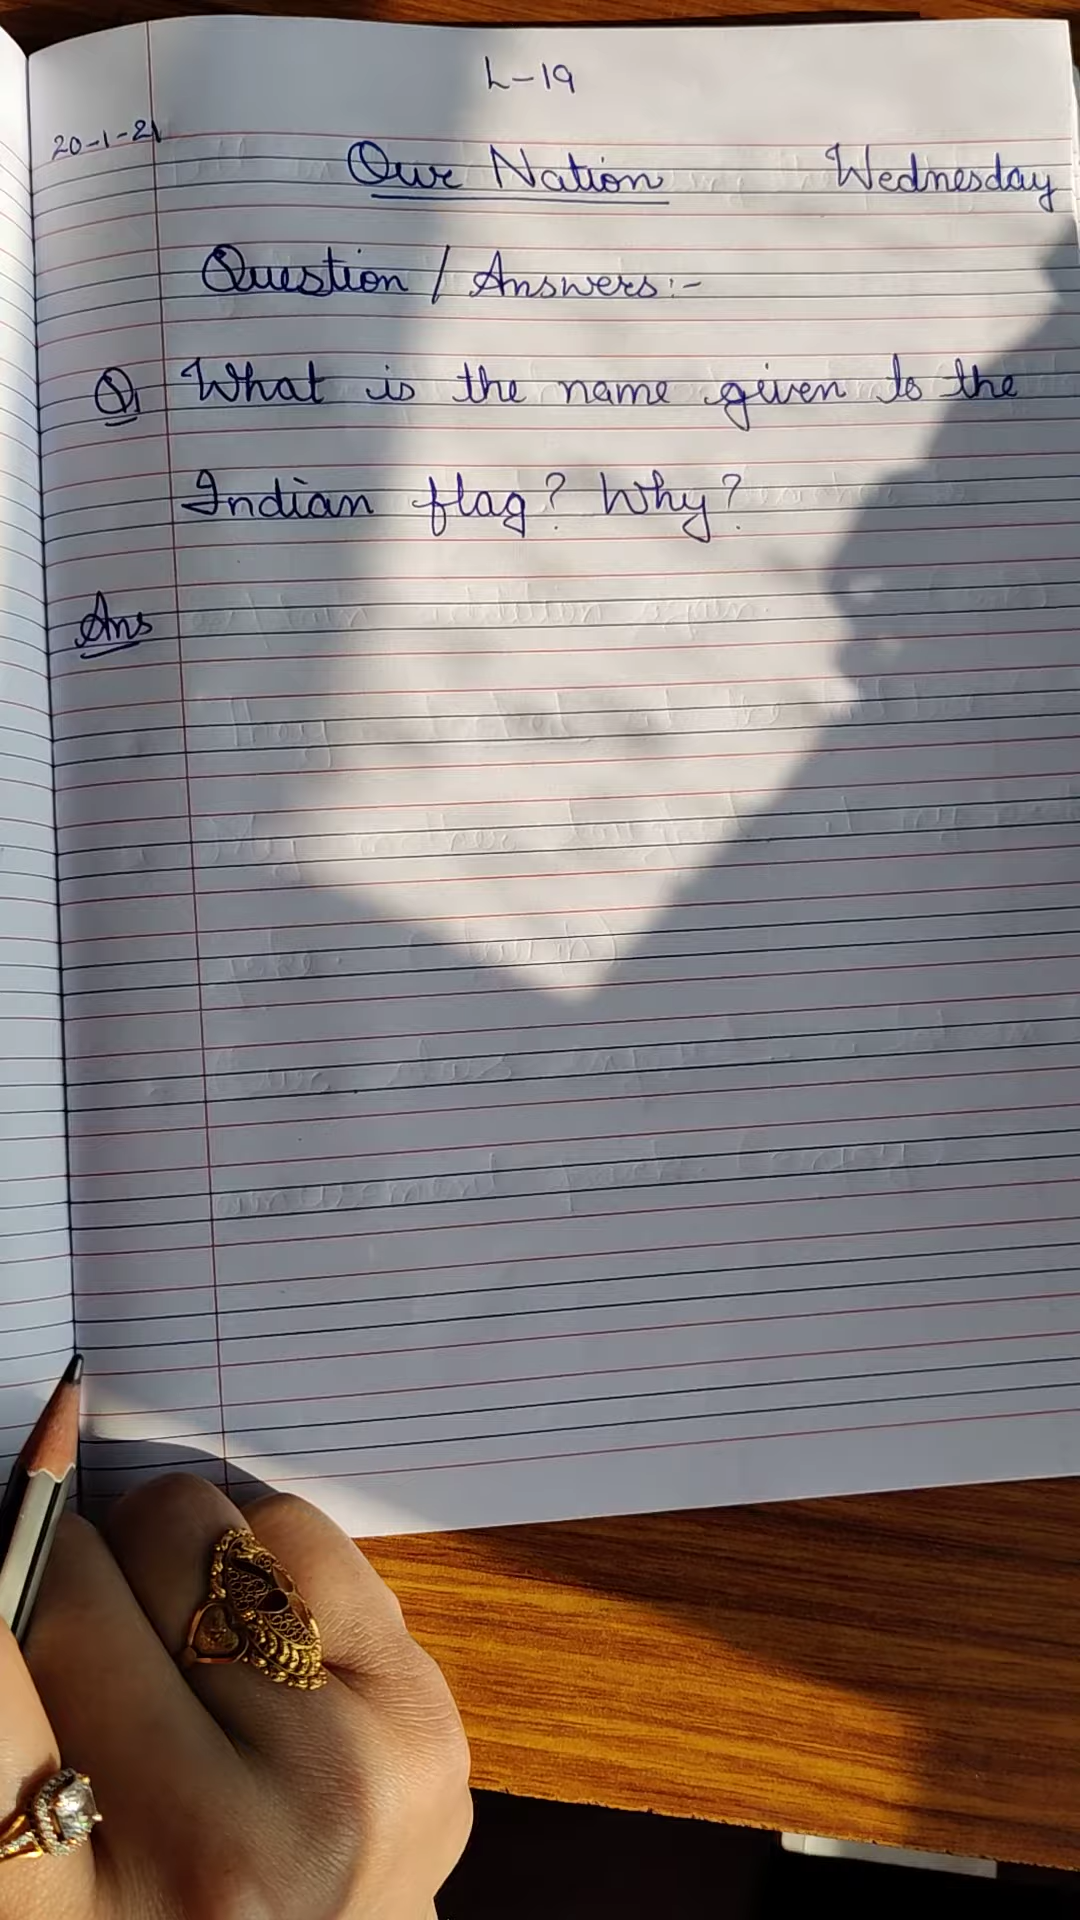 L-19
20-1-21
Our Nation Wednesday
Question / Answers:-
Q1 What is the name given to the
Indian flag? Why?
Ans